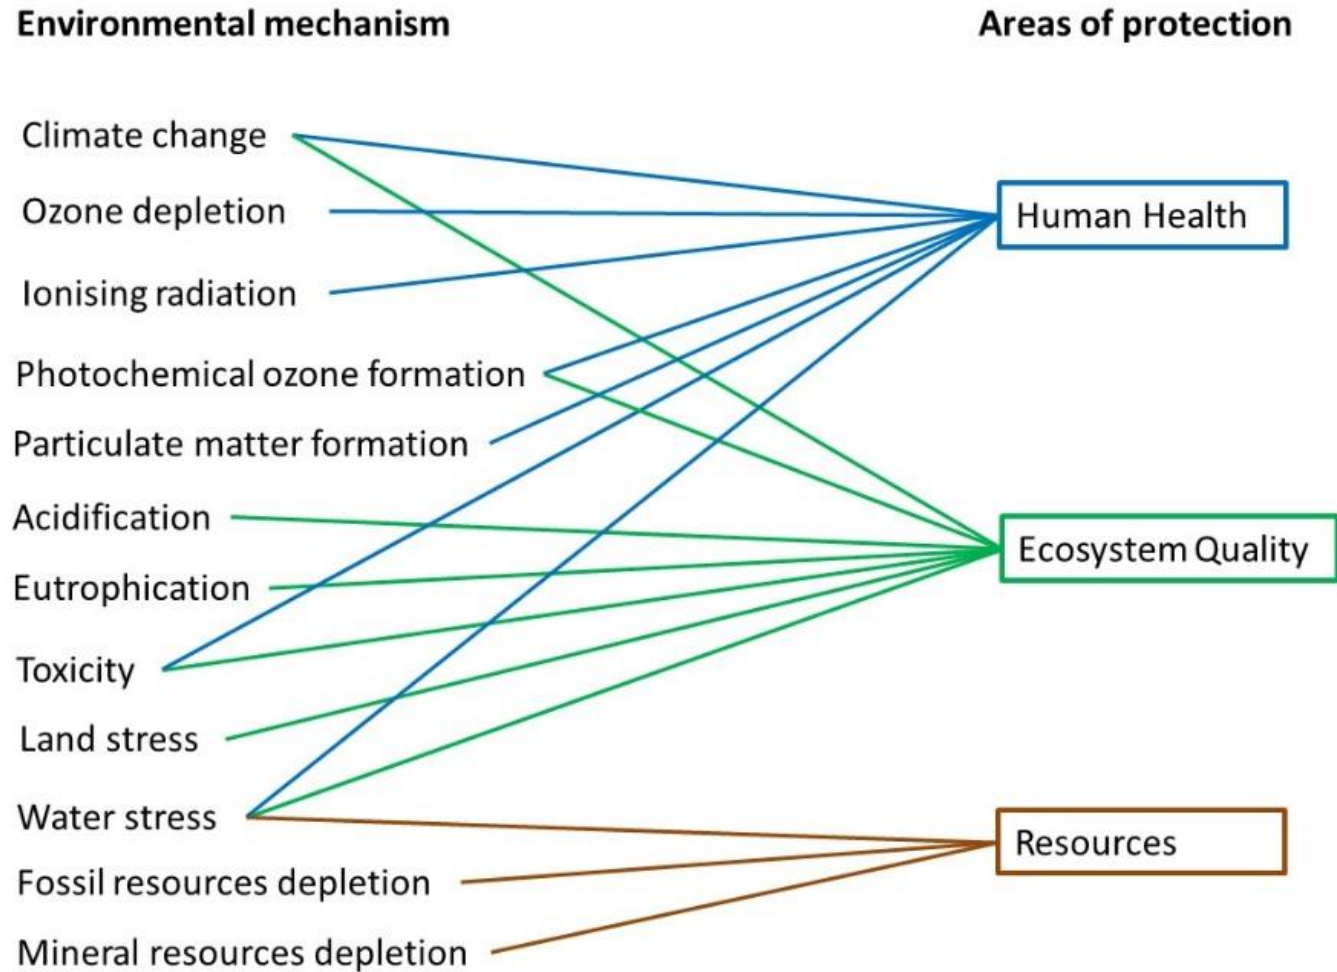 Environmental mechanism
Areas of protection
Climate change
Ozone depletion
Human Health
Ionising radiation
Photochemical ozone formation
Particulate matter formation
Acidification
Ecosystem Quality
Eutrophication
Toxicity
Land stress
Water stress
Resources
Fossil resources depletion
Mineral resources depletion